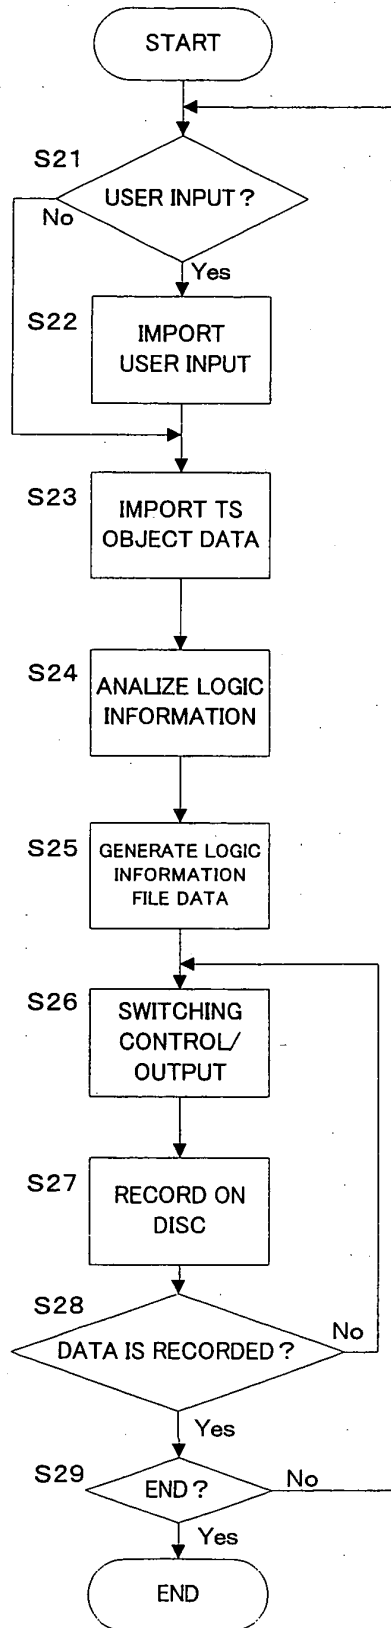 START
S21
USER INPUT?
No
Yes
S22
IMPORT
USER INPUT
S23
IMPORT TS
OBJECT DATA
S24
ANALIZE LOGIC
INFORMATION
S25
GENERATE LOGIC
INFORMATION
FILE DATA
S26
SWITCHING
CONTROL/
OUTPUT
S27
RECORD ON
DISC
S28
DATA IS RECORDED?
No
Yes
S29
END?
No
Yes
END